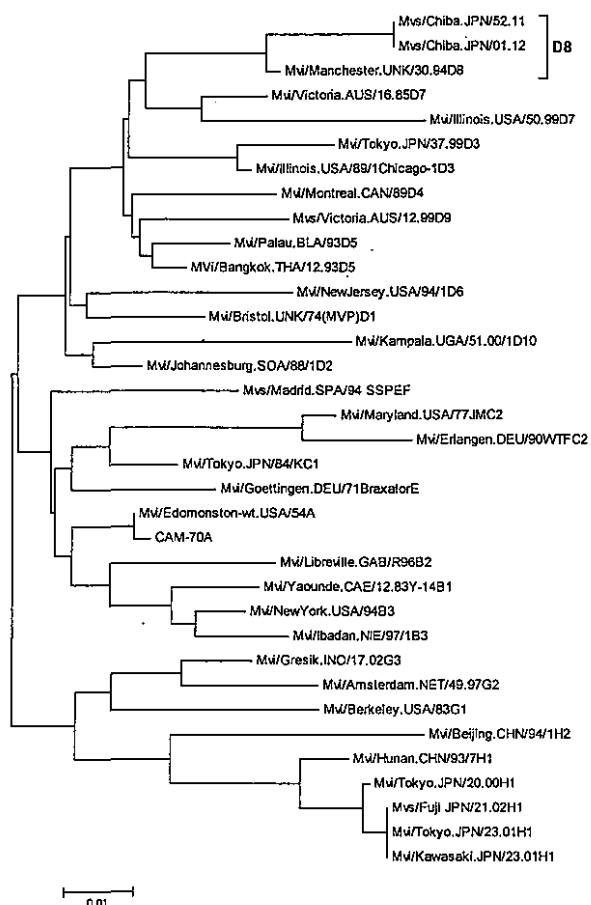 Mvs/Chiba.JPN/52.11
Mvs/Chiba.JPN/01.12
D8
Mvi/Manchester.UNK/30.94D8
Mvi/Victoria.AUS/16.85D7
Mvi/Illinois.USA/50.99D7
Mvi/Tokyo.JPN/37.99D3
Mvi/Illinois.USA/89/1Chicago-1D3
Mvi/Montreal.CAN/89D4
Mvs/Victoria.AUS/12.99D9
Mvi/Palau.BLA/93D5
MVi/Bangkok.THA/12.93D5
Mvi/NewJersey.USA/94/1D6
Mvi/Bristol.UNK/74(MVP)D1
Mvi/Kampala.UGA/51.00/1D10
Mvi/Johannesburg.SOA/88/1D2
Mvs/Madrid.SPA/94 SSPEF
Mvi/Maryland.USA/77JMC2
Mvi/Erlangen.DEU/90WTFC2
Mvi/Tokyo.JPN/84/KC1
Mvi/Goettingen.DEU/71BraxatorE
Mvi/Edomonston-wt.USA/54A
CAM-70A
Mvi/Libreville.GAB/R96B2
Mvi/Yaounde.CAE/12.83Y-14B1
Mvi/NewYork.USA/94B3
Mvi/Ibadan.NIE/97/1B3
Mvi/Gresik.INO/17.02G3
Mvi/Amsterdam.NET/49.97G2
Mvi/Berkeley.USA/83G1
Mvi/Beijing.CHN/94/1H2
Mvi/Hunan.CHN/93/7H1
Mvi/Tokyo.JPN/20.00H1
Mvs/Fuji JPN/21.02H1
Mvi/Tokyo.JPN/23.01H1
Mvi/Kawasaki.JPN/23.01H1
0.01